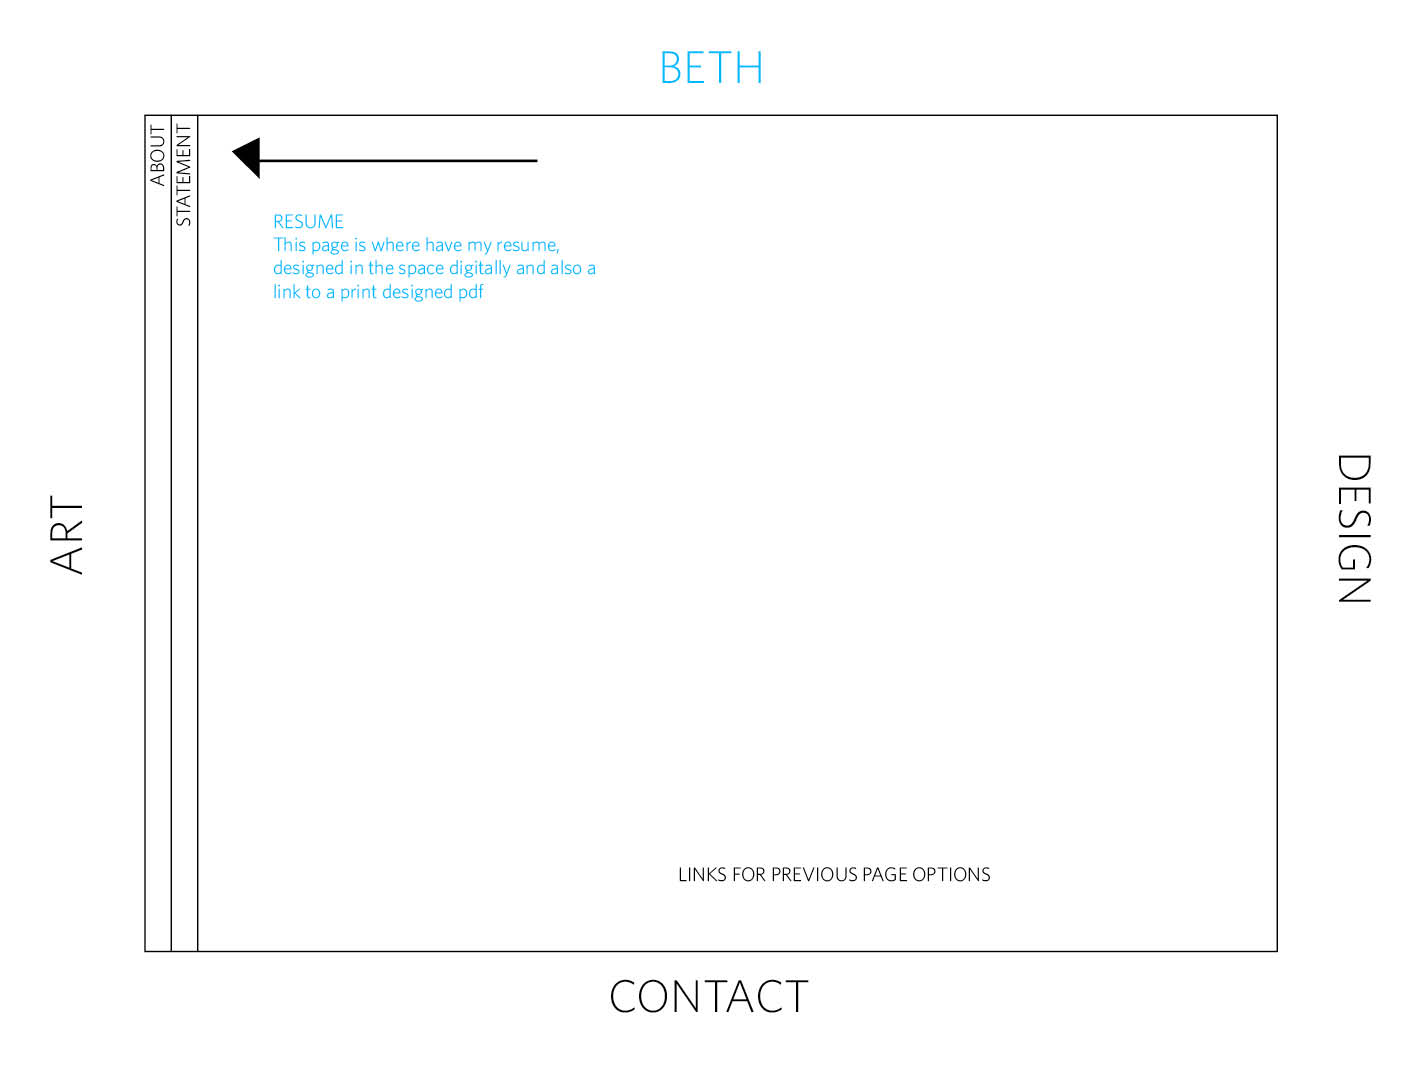 BETH
ABOUT
STATEMENT
RESUME
This page is where have my resume,
designed in the space digitally and also a
link to a print designed pdf
ART
DESIGN
LINKS FOR PREVIOUS PAGE OPTIONS
CONTACT